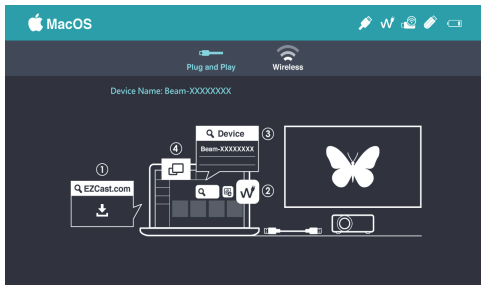 MacOS
Plug and Play
Wireless
Device Name: Beam-XXXXXXXX
④
Device
③
Beam-XXXXXXXX
①
EZCast.com
②